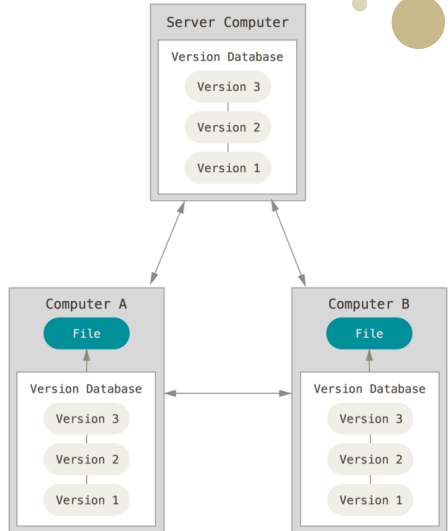 Server Computer
Version Database
Version 3
Version 2
Version 1
Computer A
File
Version Database
Version 3
Version 2
Version 1
Computer B
File
Version Database
Version 3
Version 2
Version 1